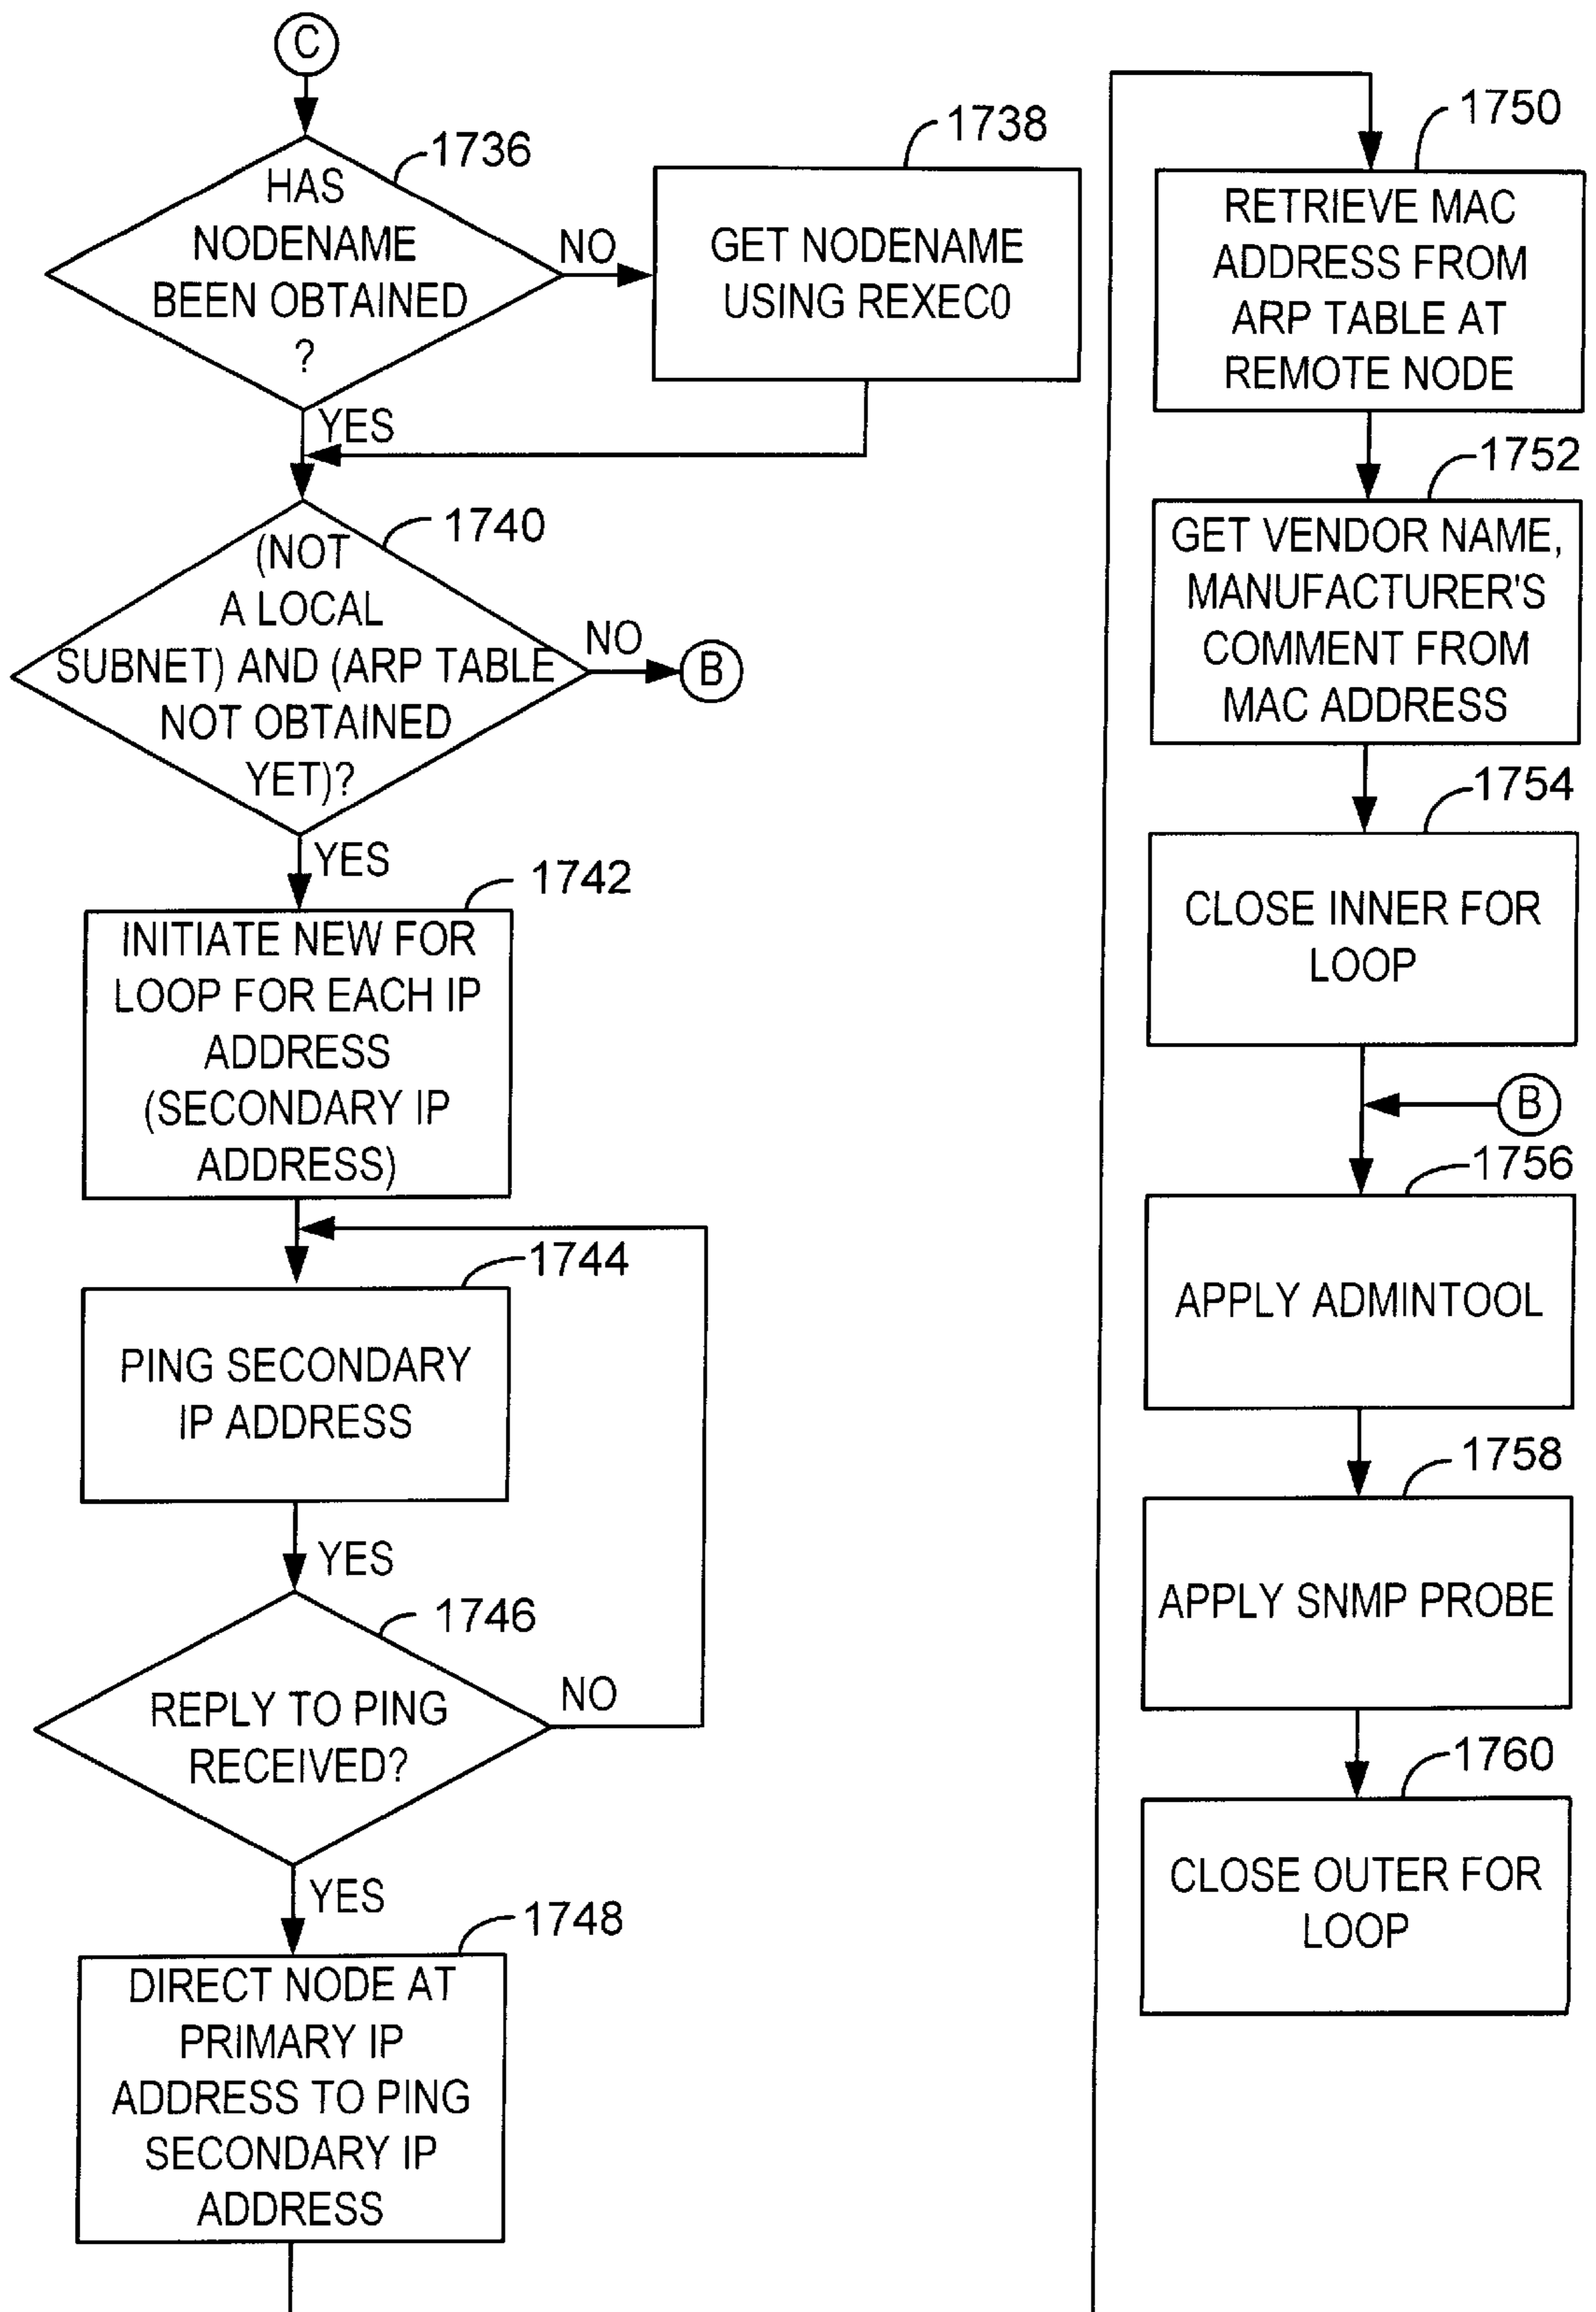 C
1736
HAS
NODENAME
BEEN OBTAINED
?
NO
1738
GET NODENAME
USING REXEC0
YES
1740
(NOT
A LOCAL
SUBNET) AND (ARP TABLE
NOT OBTAINED
YET)?
NO
B
YES
1742
INITIATE NEW FOR
LOOP FOR EACH IP
ADDRESS
(SECONDARY IP
ADDRESS)
1744
PING SECONDARY
IP ADDRESS
YES
1746
REPLY TO PING
RECEIVED?
NO
YES
1748
DIRECT NODE AT
PRIMARY IP
ADDRESS TO PING
SECONDARY IP
ADDRESS
1750
RETRIEVE MAC
ADDRESS FROM
ARP TABLE AT
REMOTE NODE
1752
GET VENDOR NAME,
MANUFACTURER'S
COMMENT FROM
MAC ADDRESS
1754
CLOSE INNER FOR
LOOP
B
1756
APPLY ADMINTOOL
1758
APPLY SNMP PROBE
1760
CLOSE OUTER FOR
LOOP